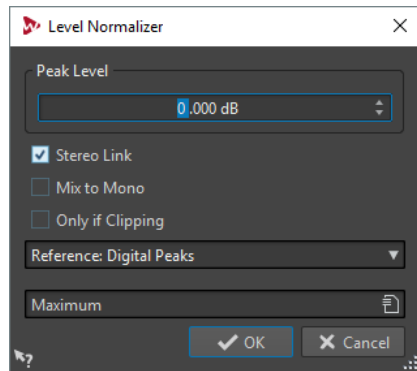 Level Normalizer
Peak Level
0.000 dB
Stereo Link
Mix to Mono
Only if Clipping
Reference: Digital Peaks
Maximum
OK Cancel
?